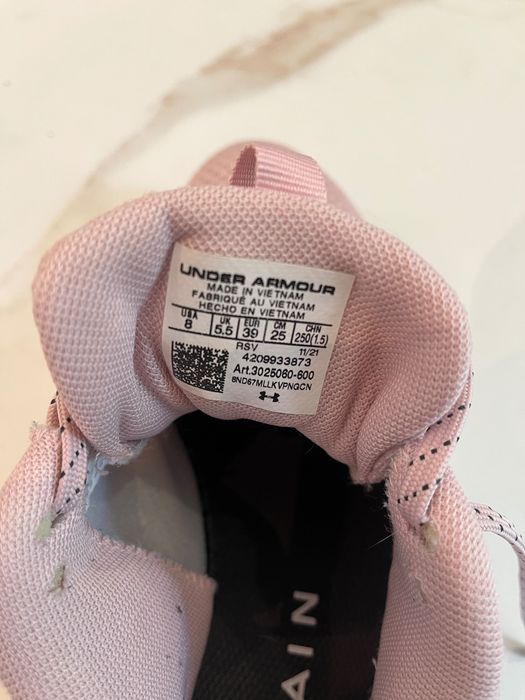 UNDER ARMOUR
MADE IN VIETNAM
FABRIQUÉ AU VIETNAM
HECHO EN VIETNAM
USA UK EUR CM CHN
8 5.5 39 25 250(1.5)
RSV 11/21
4209933873
Art.3025060-600
8ND67MLLKVPNGCN
AIN